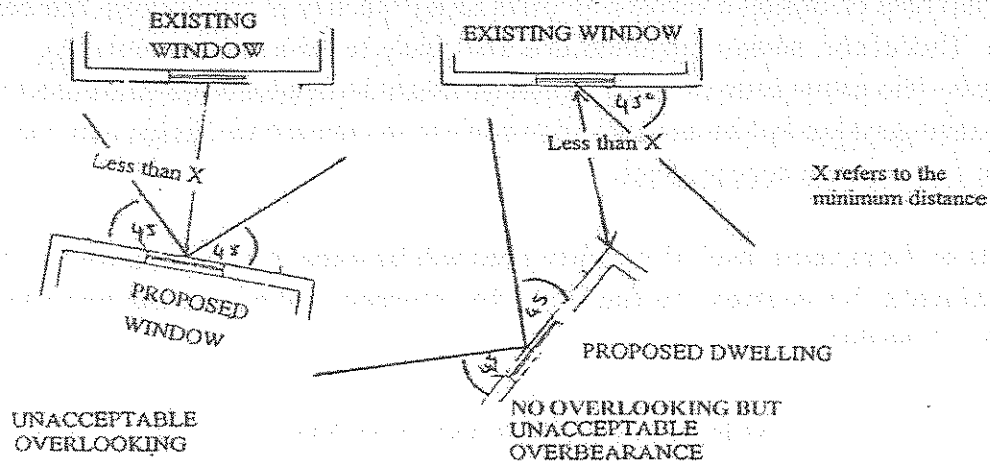 EXISTING
WINDOW
45
45
Less than X
PROPOSED
WINDOW
UNACCEPTABLE
OVERLOOKING
EXISTING WINDOW
45°
Less than X
X refers to the
minimum distance
45
45
PROPOSED DWELLING
NO OVERLOOKING BUT
UNACCEPTABLE
OVERBEARANCE